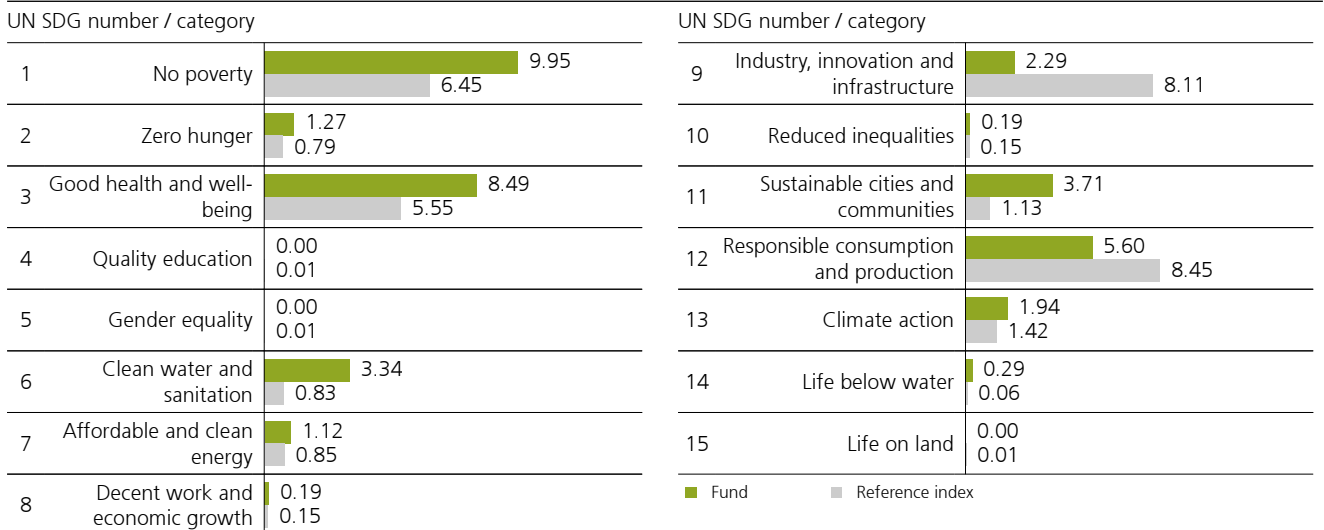 UN SDG number / category
1
No poverty
9.95
6.45
2
Zero hunger
1.27
0.79
3
Good health and well-
being
8.49
5.55
4
Quality education
0.00
0.01
5
Gender equality
0.00
0.01
6
Clean water and
sanitation
3.34
0.83
7
Affordable and clean
energy
1.12
0.85
8
Decent work and
economic growth
0.19
0.15
UN SDG number / category
9
Industry, innovation and
infrastructure
2.29
8.11
10
Reduced inequalities
0.19
0.15
11
Sustainable cities and
communities
3.71
1.13
12
Responsible consumption
and production
5.60
8.45
13
Climate action
1.94
1.42
14
Life below water
0.29
0.06
15
Life on land
0.00
0.01
Fund
Reference index